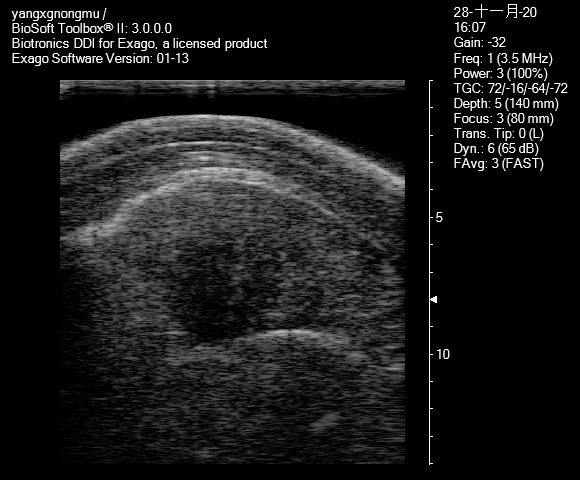 yangxgnongmu /
BioSoft Toolbox® II: 3.0.0.0
Biotronics DDI for Exago, a licensed product
Exago Software Version: 01-13
28-十一月-20
16:07
Gain: -32
Freq: 1 (3.5 MHz)
Power: 3 (100%)
TGC: 72/-16/-64/-72
Depth: 5 (140 mm)
Focus: 3 (80 mm)
Trans. Tip: 0 (L)
Dyn.: 6 (65 dB)
FAvg: 3 (FAST)
5
10